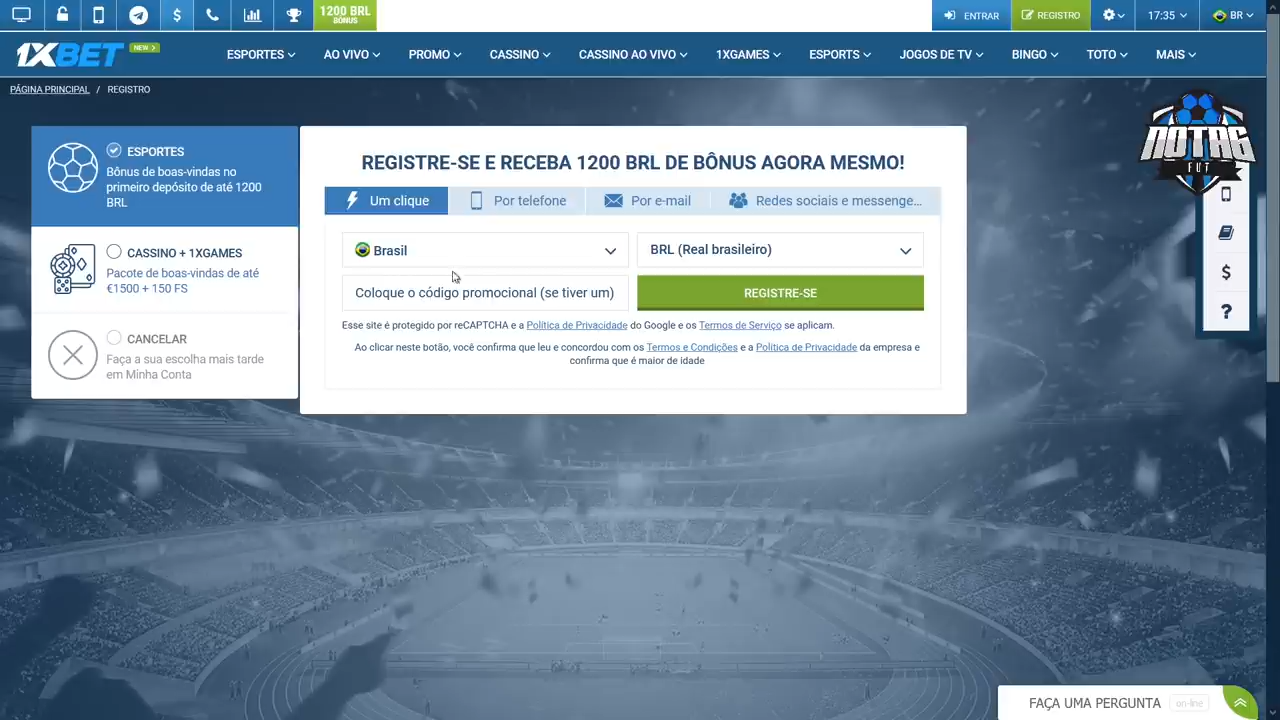 1200 BRL
BÔNUS
ENTRAR
REGISTRO
17:35
BR
1XBET
NEW >
ESPORTES
AO VIVO
PROMO
CASSINO
CASSINO AO VIVO
1XGAMES
ESPORTS
JOGOS DE TV
BINGO
TOTO
MAIS
PÁGINA PRINCIPAL / REGISTRO
NOTAG
FUT
ESPORTES
Bônus de boas-vindas no
primeiro depósito de até 1200
BRL
CASSINO + 1XGAMES
Pacote de boas-vindas de até
€1500 + 150 FS
CANCELAR
Faça a sua escolha mais tarde
em Minha Conta
REGISTRE-SE E RECEBA 1200 BRL DE BÔNUS AGORA MESMO!
Um clique
Por telefone
Por e-mail
Redes sociais e messenge...
Brasil
BRL (Real brasileiro)
Coloque o código promocional (se tiver um)
REGISTRE-SE
Esse site é protegido por reCAPTCHA e a Política de Privacidade do Google e os Termos de Serviço se aplicam.
Ao clicar neste botão, você confirma que leu e concordou com os Termos e Condições e a Política de Privacidade da empresa e
confirma que é maior de idade
$
?
FAÇA UMA PERGUNTA
on-line